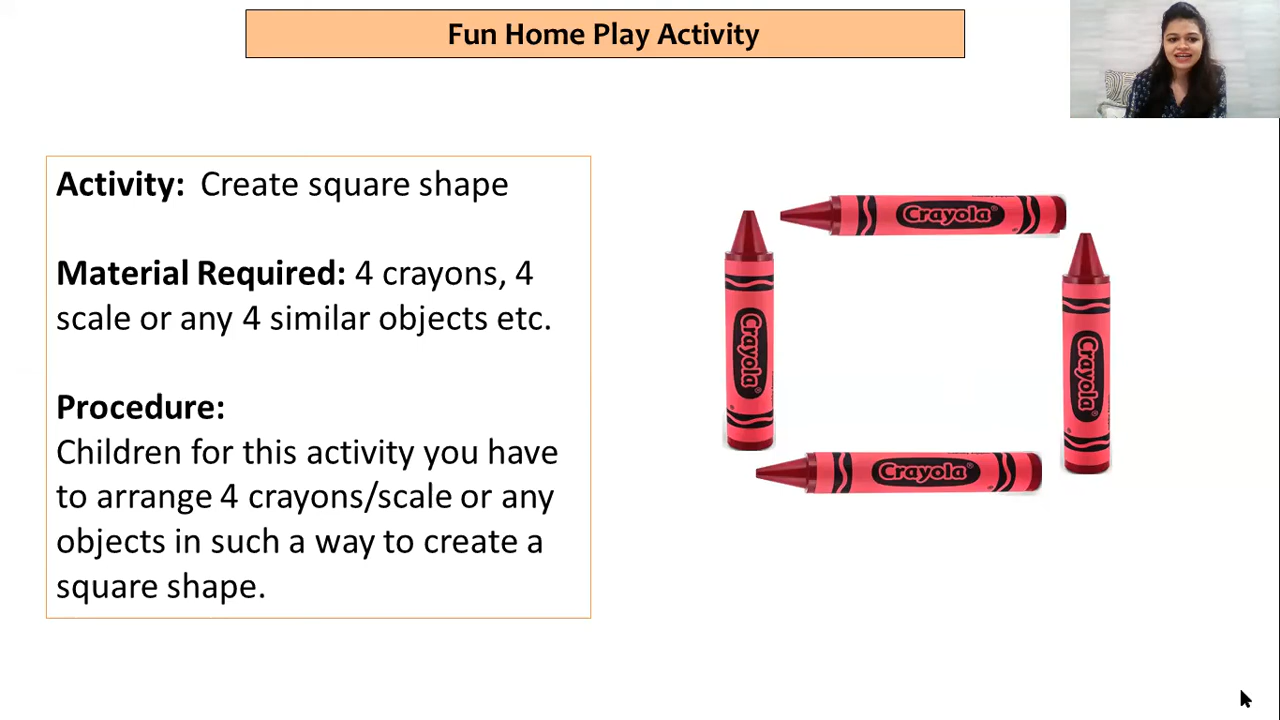 Fun Home Play Activity
Activity: Create square shape
Material Required: 4 crayons, 4
scale or any 4 similar objects etc.
Procedure:
Children for this activity you have
to arrange 4 crayons/scale or any
objects in such a way to create a
square shape.
Crayola®
Crayola
Crayola
Crayola®